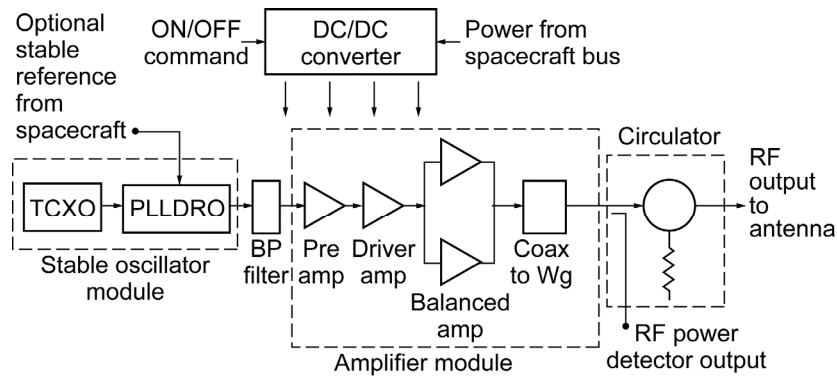 Optional
stable
reference
from
spacecraft
ON/OFF
command
DC/DC
converter
Power from
spacecraft bus
Circulator
RF
output
to
antenna
TCXO
PLLDRO
BP
filter
Pre
amp
Driver
amp
Coax
to Wg
Stable oscillator
module
Balanced
amp
RF power
detector output
Amplifier module